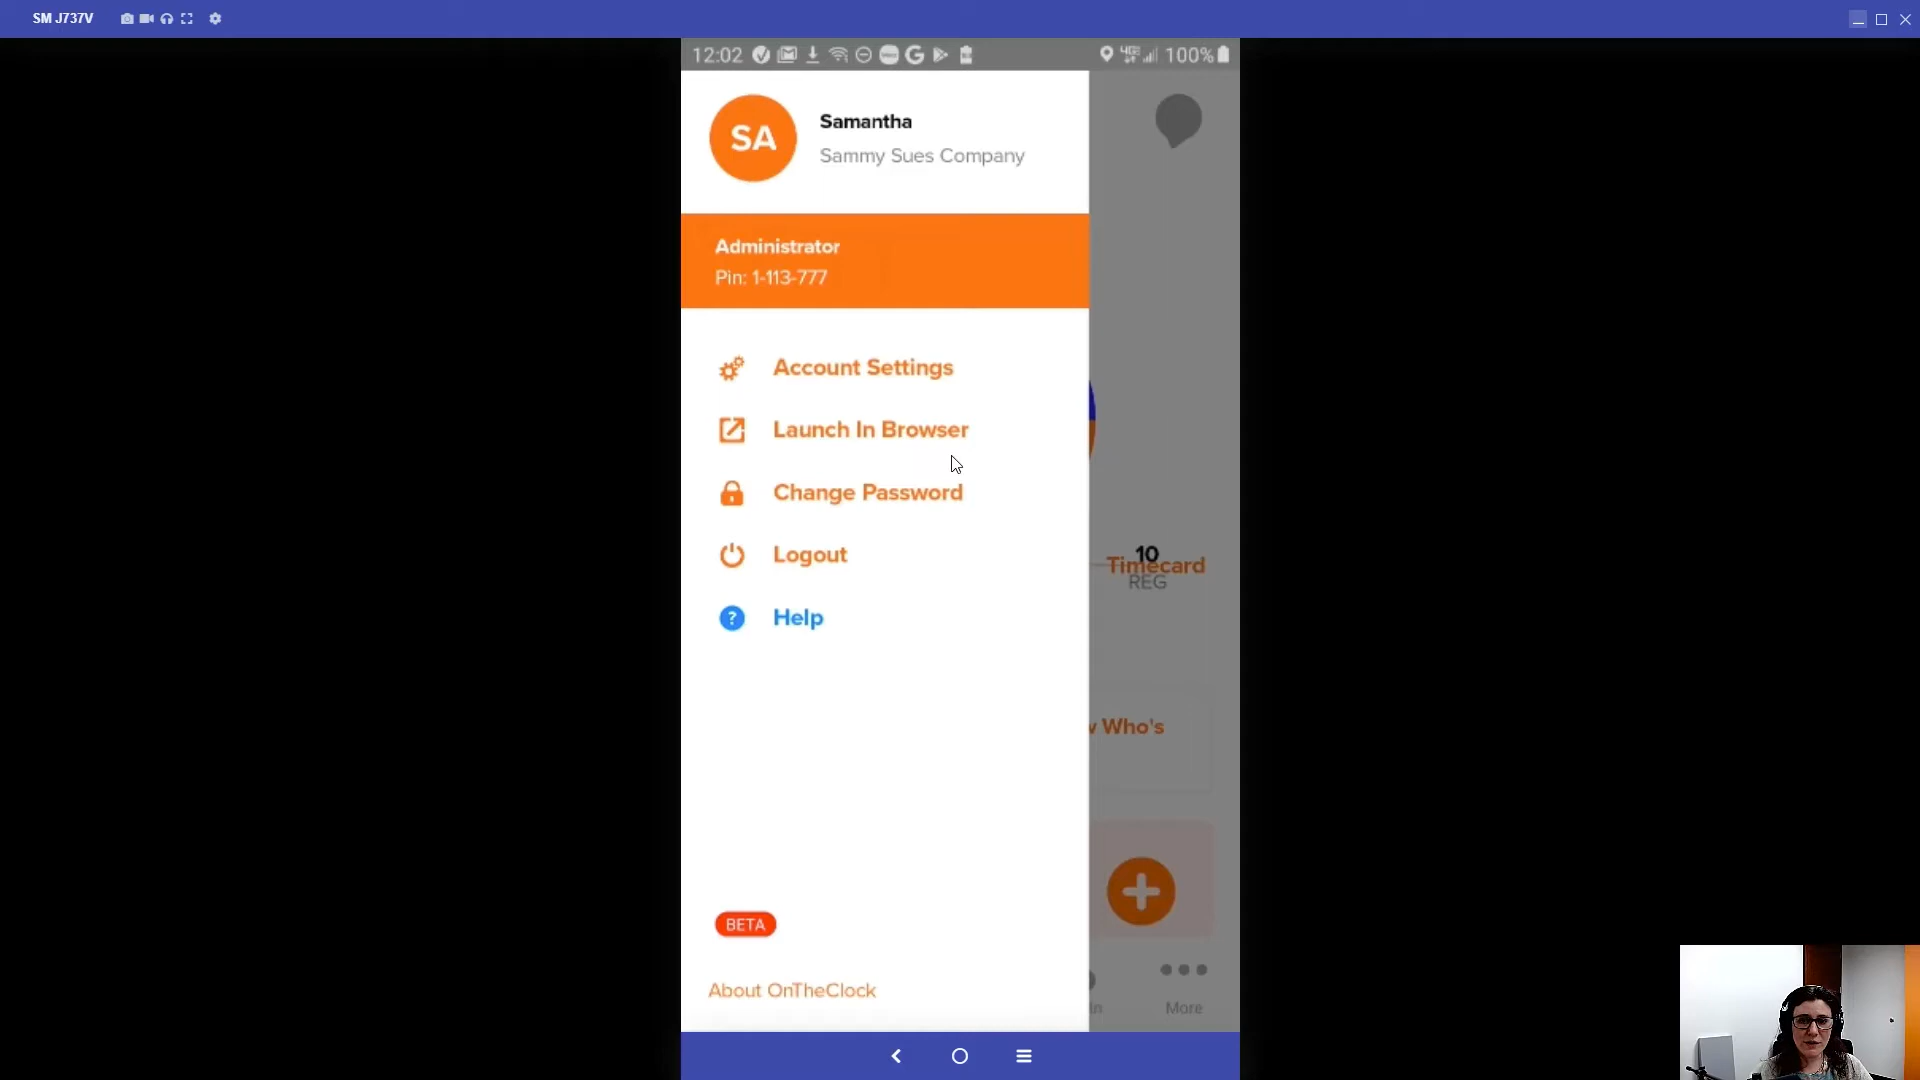 SM J737V
12:02
100%
Samantha
Sammy Sues Company
SA
Administrator
Pin: 1-113-777
Account Settings
Launch In Browser
Change Password
Logout
Help
10
Timecard
REG
Who's
BETA
About OnTheClock
In
More